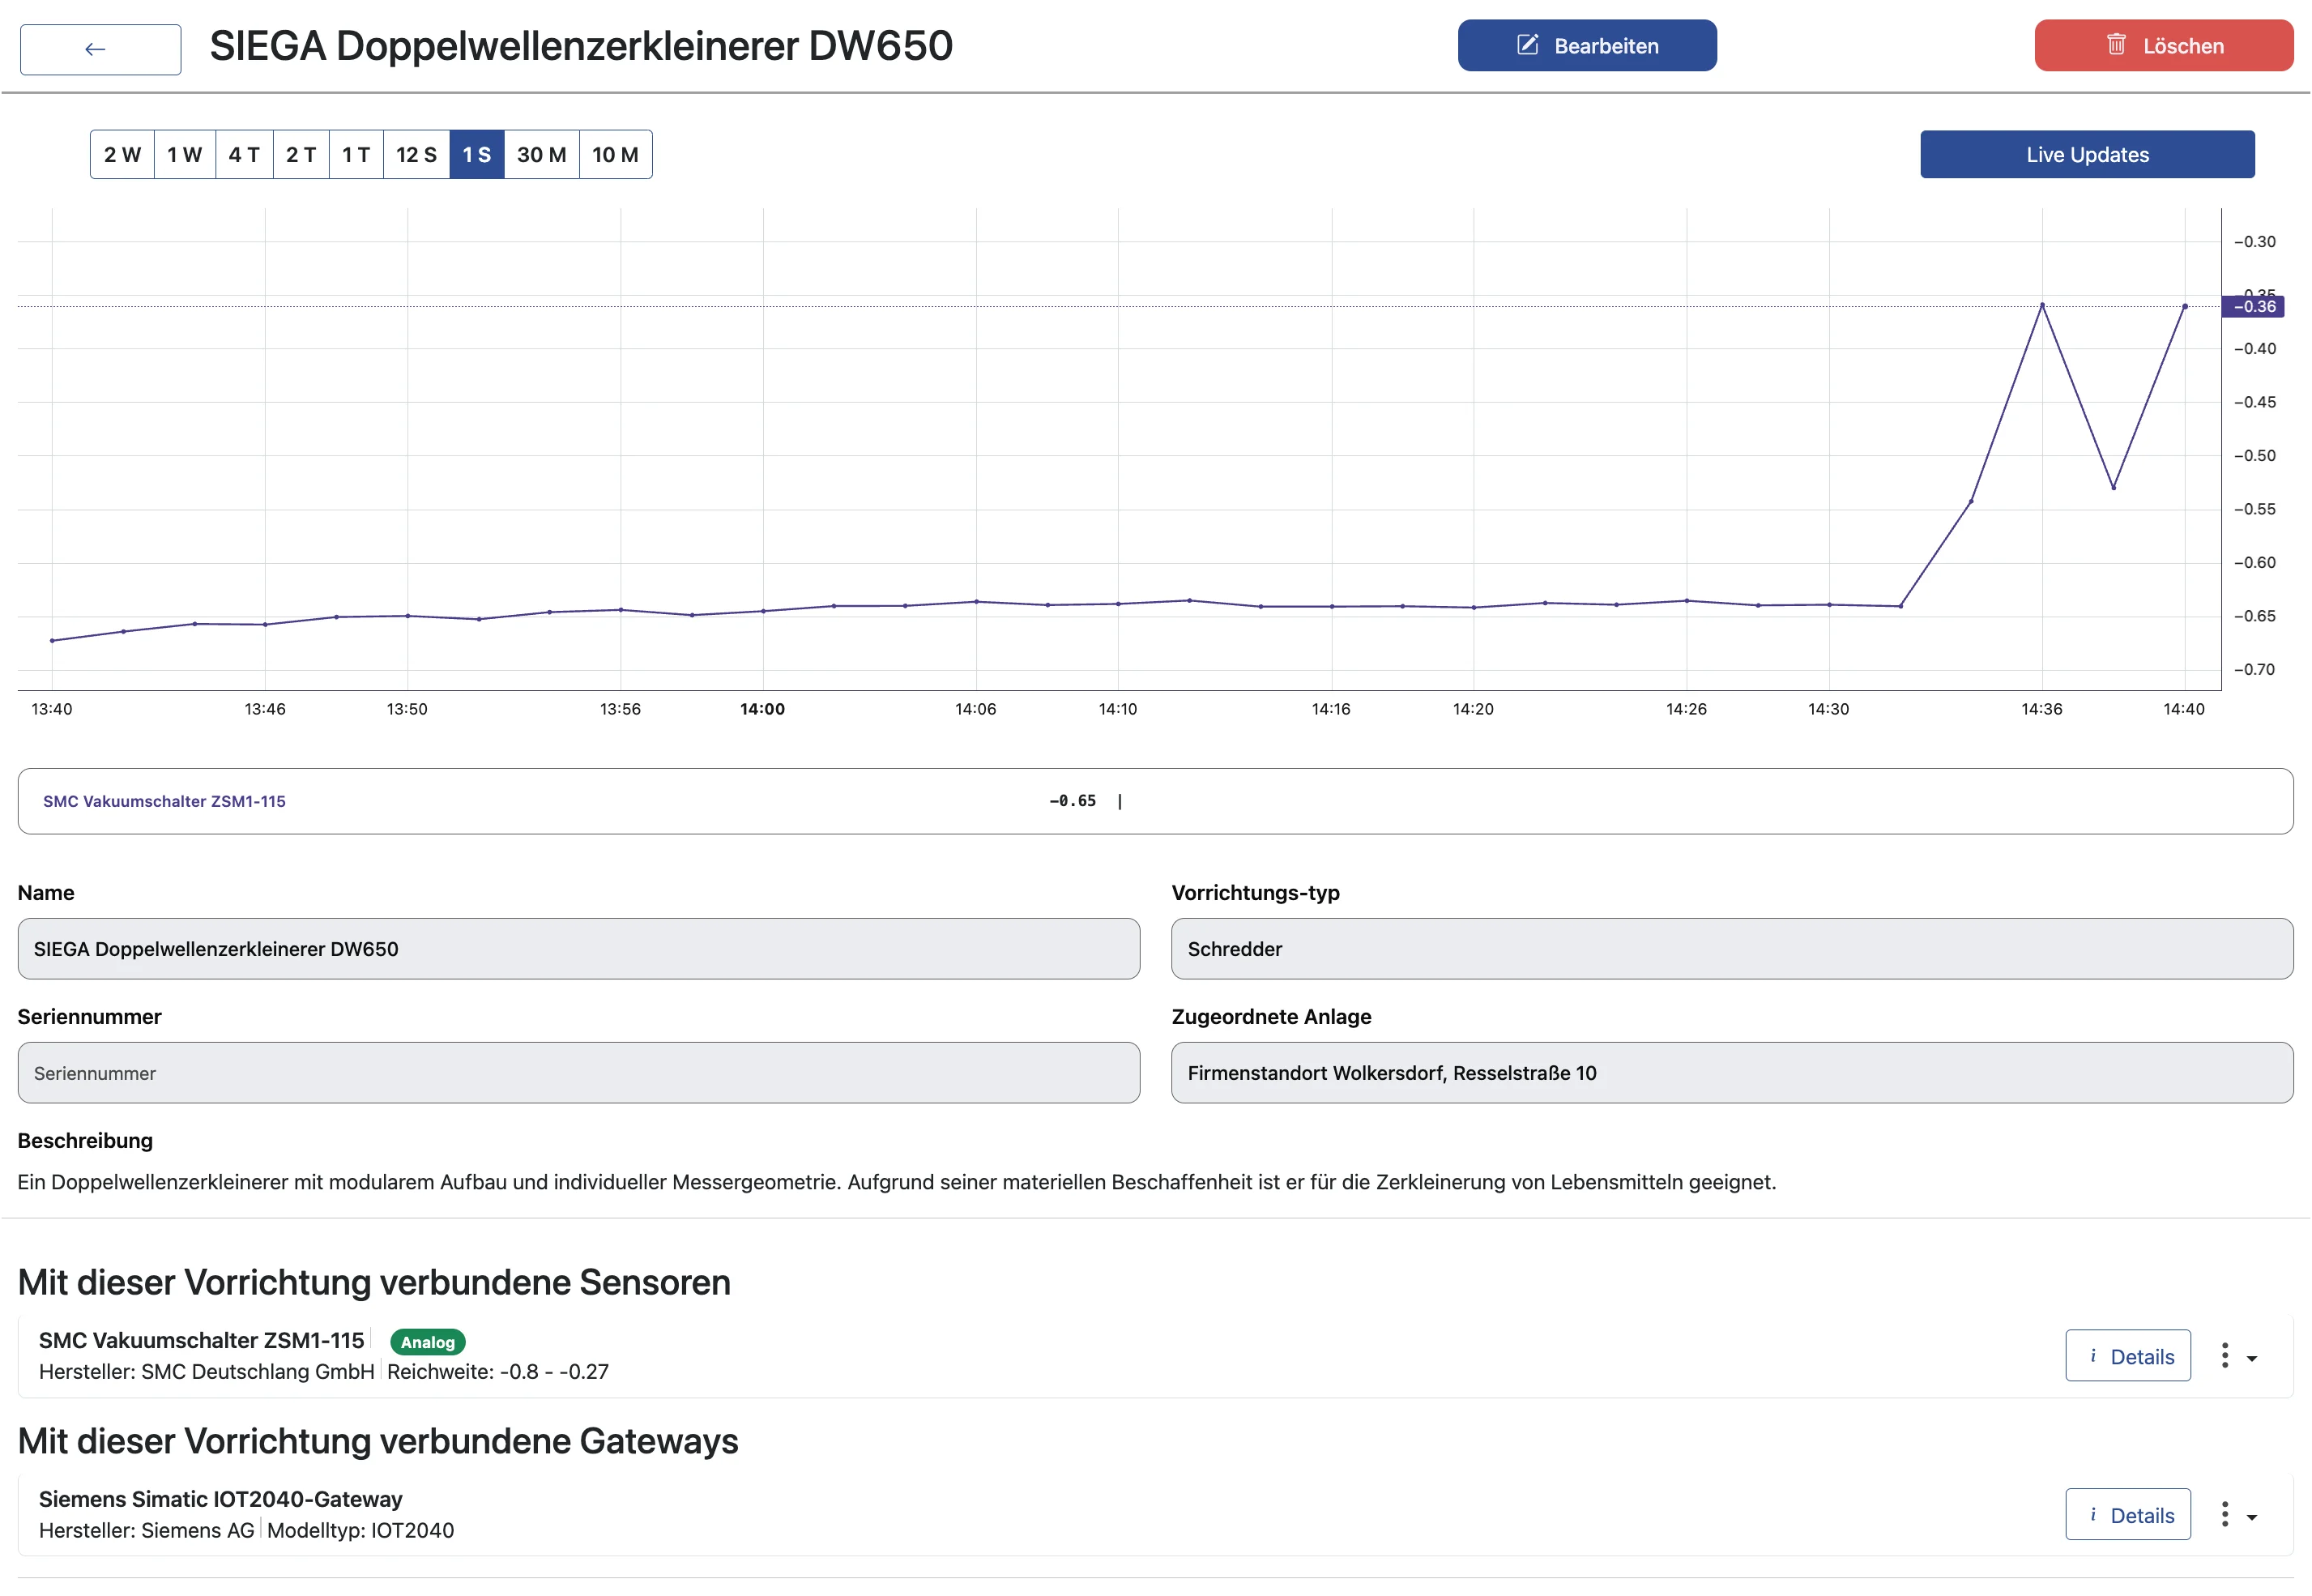 SIEGA Doppelwellenzerkleinerer DW650
Bearbeiten
Löschen
2 W 1 W 4 T 2 T 1 T 12 S 1 S 30 M 10 M
Live Updates
−0.30
−0.35
−0.36
−0.40
−0.45
−0.50
−0.55
−0.60
−0.65
−0.70
13:40 13:46 13:50 13:56 14:00 14:06 14:10 14:16 14:20 14:26 14:30 14:36 14:40
SMC Vakuumschalter ZSM1-115 −0.65 |
Name
SIEGA Doppelwellenzerkleinerer DW650
Vorrichtungs-typ
Schredder
Seriennummer
Seriennummer
Zugeordnete Anlage
Firmenstandort Wolkersdorf, Resselstraße 10
Beschreibung
Ein Doppelwellenzerkleinerer mit modularem Aufbau und individueller Messergeometrie. Aufgrund seiner materiellen Beschaffenheit ist er für die Zerkleinerung von Lebensmitteln geeignet.
Mit dieser Vorrichtung verbundene Sensoren
SMC Vakuumschalter ZSM1-115 Analog
Hersteller: SMC Deutschlang GmbH Reichweite: -0.8 - -0.27
i Details
Mit dieser Vorrichtung verbundene Gateways
Siemens Simatic IOT2040-Gateway
Hersteller: Siemens AG Modelltyp: IOT2040
i Details